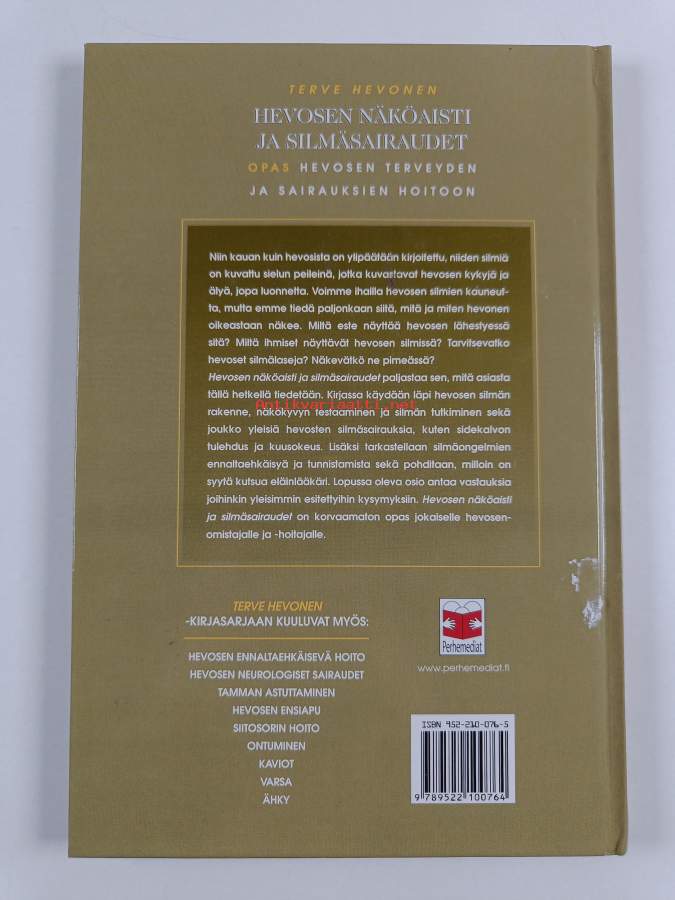 TERVE HEVONEN
HEVOSEN NÄKÖAISTI
JA SILMÄSAIRAUDET
OPAS HEVOSEN TERVEYDEN
JA SAIRAUKSIEN HOITOON
Niin kauan kuin hevosista on ylipäätään kirjoitettu, niiden silmiä
on kuvattu sielun peileinä, jotka kuvastavat hevosen kykyjä ja
älyä, jopa luonnetta. Voimme ihailla hevosen silmien kauneut-
ta, mutta emme tiedä paljonkaan siitä, mitä ja miten hevonen
oikeastaan näkee. Miltä este näyttää hevosen lähestyessä
sitä? Miltä ihmiset näyttävät hevosen silmissä? Tarvitsevatko
hevoset silmälaseja? Näkevätkö ne pimeässä?
Hevosen näköaisti ja silmäsairaudet paljastaa sen, mitä asiasta
tällä hetkellä tiedetään. Kirjassa käydään läpi hevosen silmän
rakenne, näkökyvyn testaaminen ja silmän tutkiminen sekä
joukko yleisiä hevosten silmäsairauksia, kuten sidekalvon
tulehdus ja kuusokeus. Lisäksi tarkastellaan silmäongelmien
ennaltaehkäisyä ja tunnistamista sekä pohditaan, milloin on
syytä kutsua eläinlääkäri. Lopussa oleva osio antaa vastauksia
joihinkin yleisimmin esitettyihin kysymyksiin. Hevosen näköaisti
ja silmäsairaudet on korvaamaton opas jokaiselle hevosen-
omistajalle ja -hoitajalle.
Antikvariaatti.net
TERVE HEVONEN
-KIRJASARJAAN KUULUVAT MYÖS:
HEVOSEN ENNALTAEHKÄISEVÄ HOITO
HEVOSEN NEUROLOGISET SAIRAUDET
TAMMAN ASTUTTAMINEN
HEVOSEN ENSIAPU
SIITOSORIN HOITO
ONTUMINEN
KAVIOT
VARSA
ÄHKY
Perhemediat
www.perhemediat.fi
ISBN 952-210-076-5
9 789522 100764